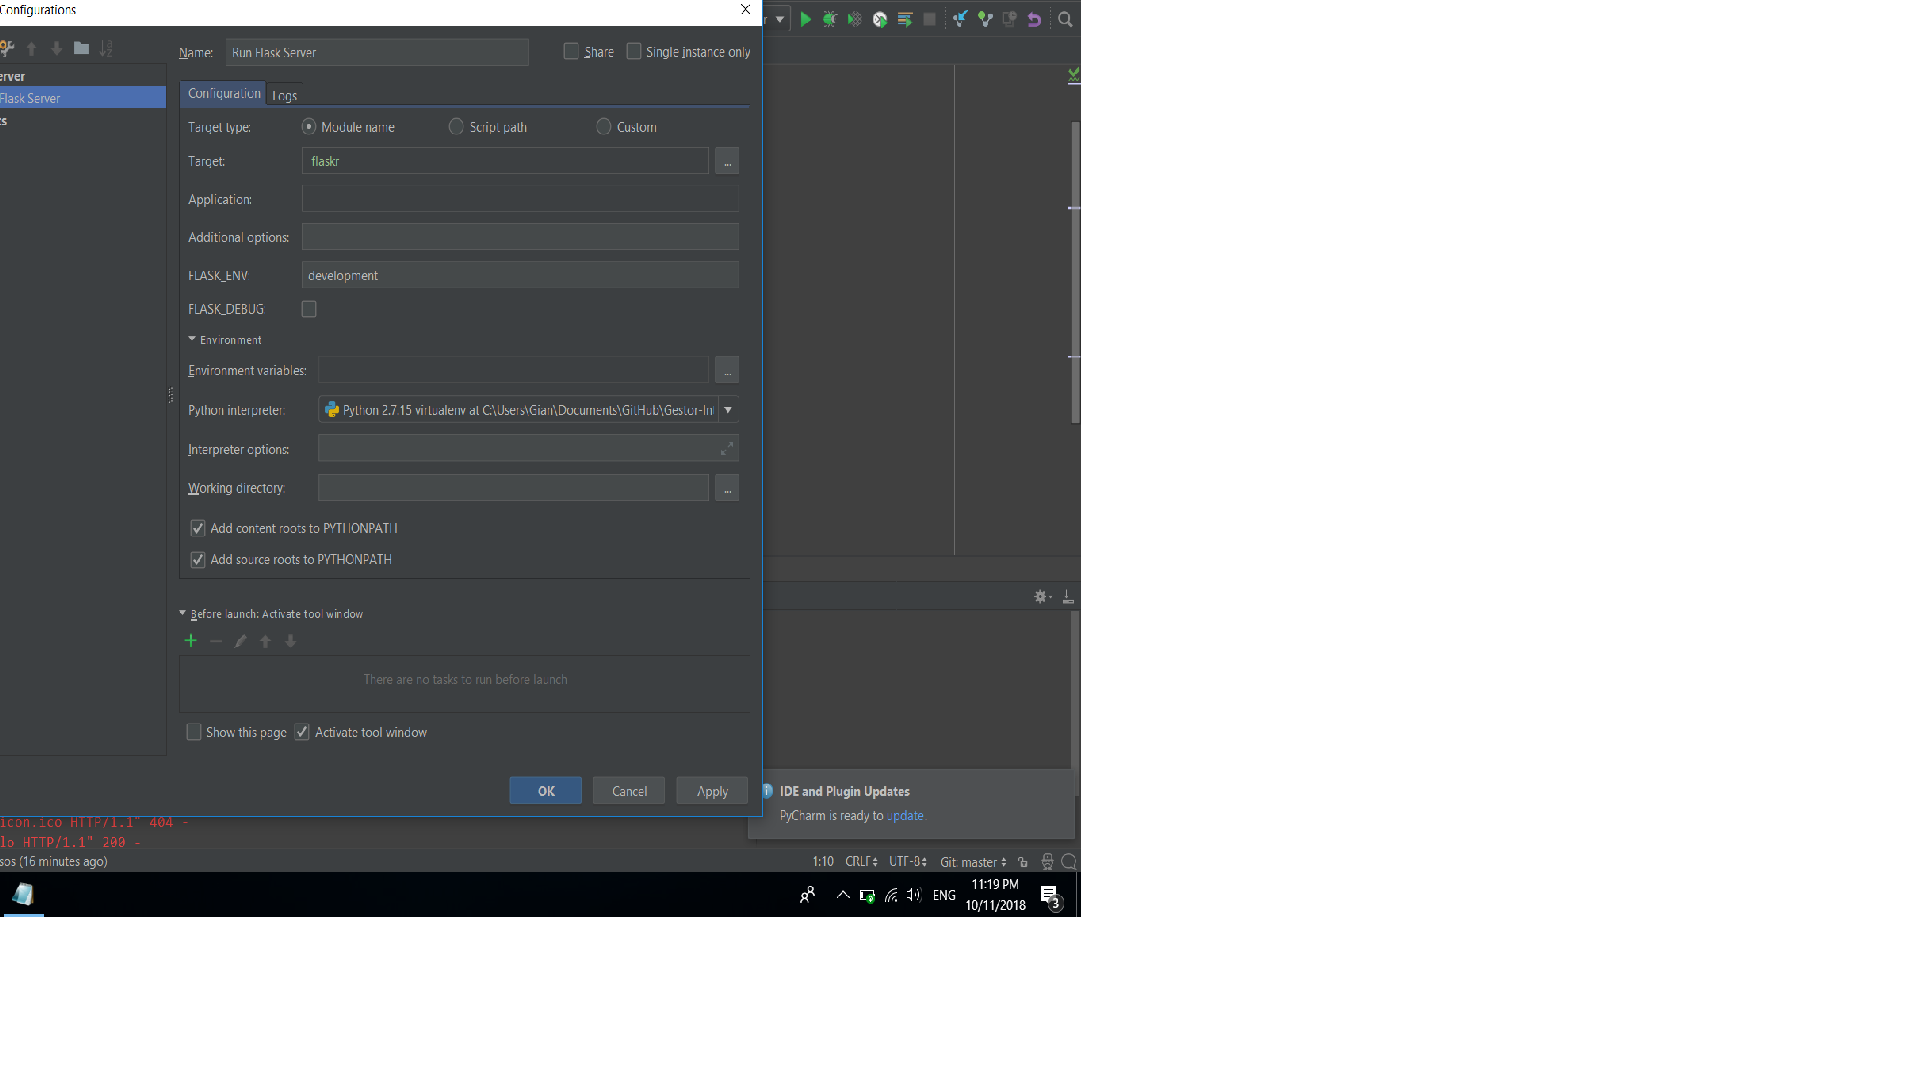 Configurations
Name: Run Flask Server Share Single instance only
erver
Flask Server
ts
Configuration Logs
Target type: Module name Script path Custom
Target: flaskr ...
Application:
Additional options:
FLASK_ENV: development
FLASK_DEBUG:
Environment
Environment variables: ...
Python interpreter: Python 2.7.15 virtualenv at C:\Users\Gian\Documents\GitHub\Gestor-Int
Interpreter options:
Working directory: ...
Add content roots to PYTHONPATH
Add source roots to PYTHONPATH
Before launch: Activate tool window
There are no tasks to run before launch
Show this page Activate tool window
OK Cancel Apply
IDE and Plugin Updates
PyCharm is ready to update.
icon.ico HTTP/1.1" 404 -
lo HTTP/1.1" 200 -
sos (16 minutes ago) 1:10 CRLF UTF-8 Git: master
ENG 11:19 PM
10/11/2018 3